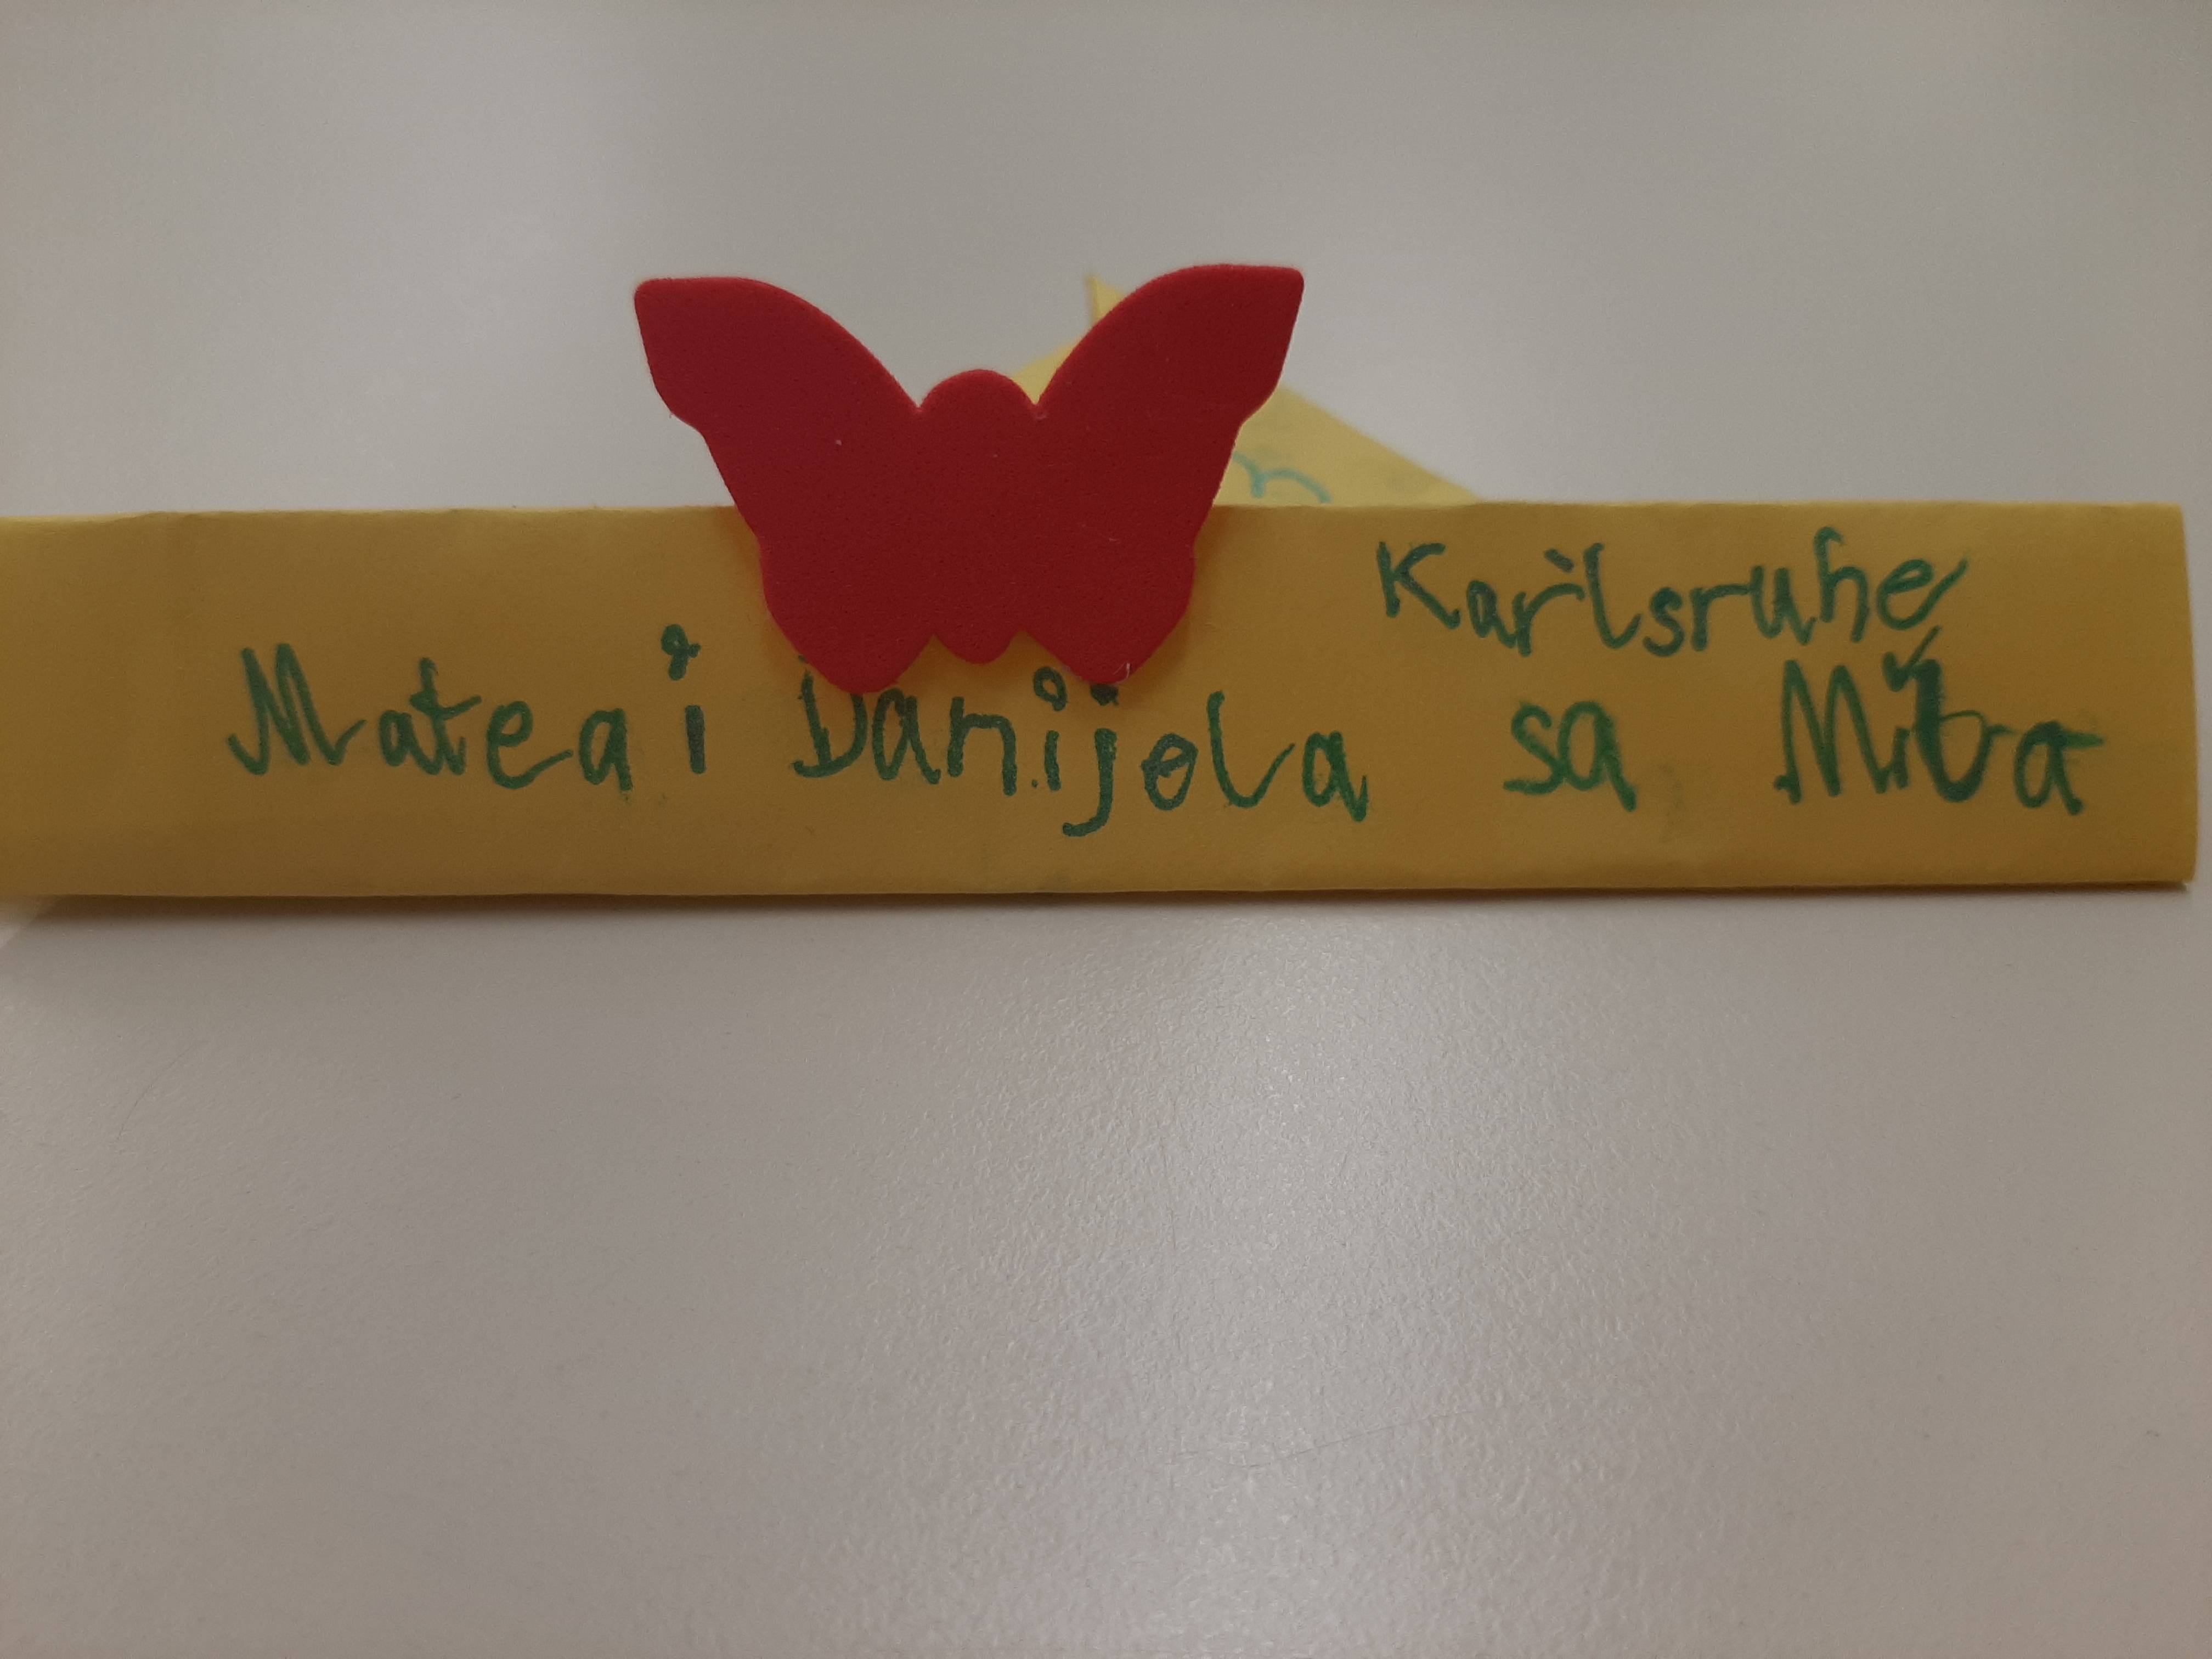 Karlsruhe
Matea i Danijela sa